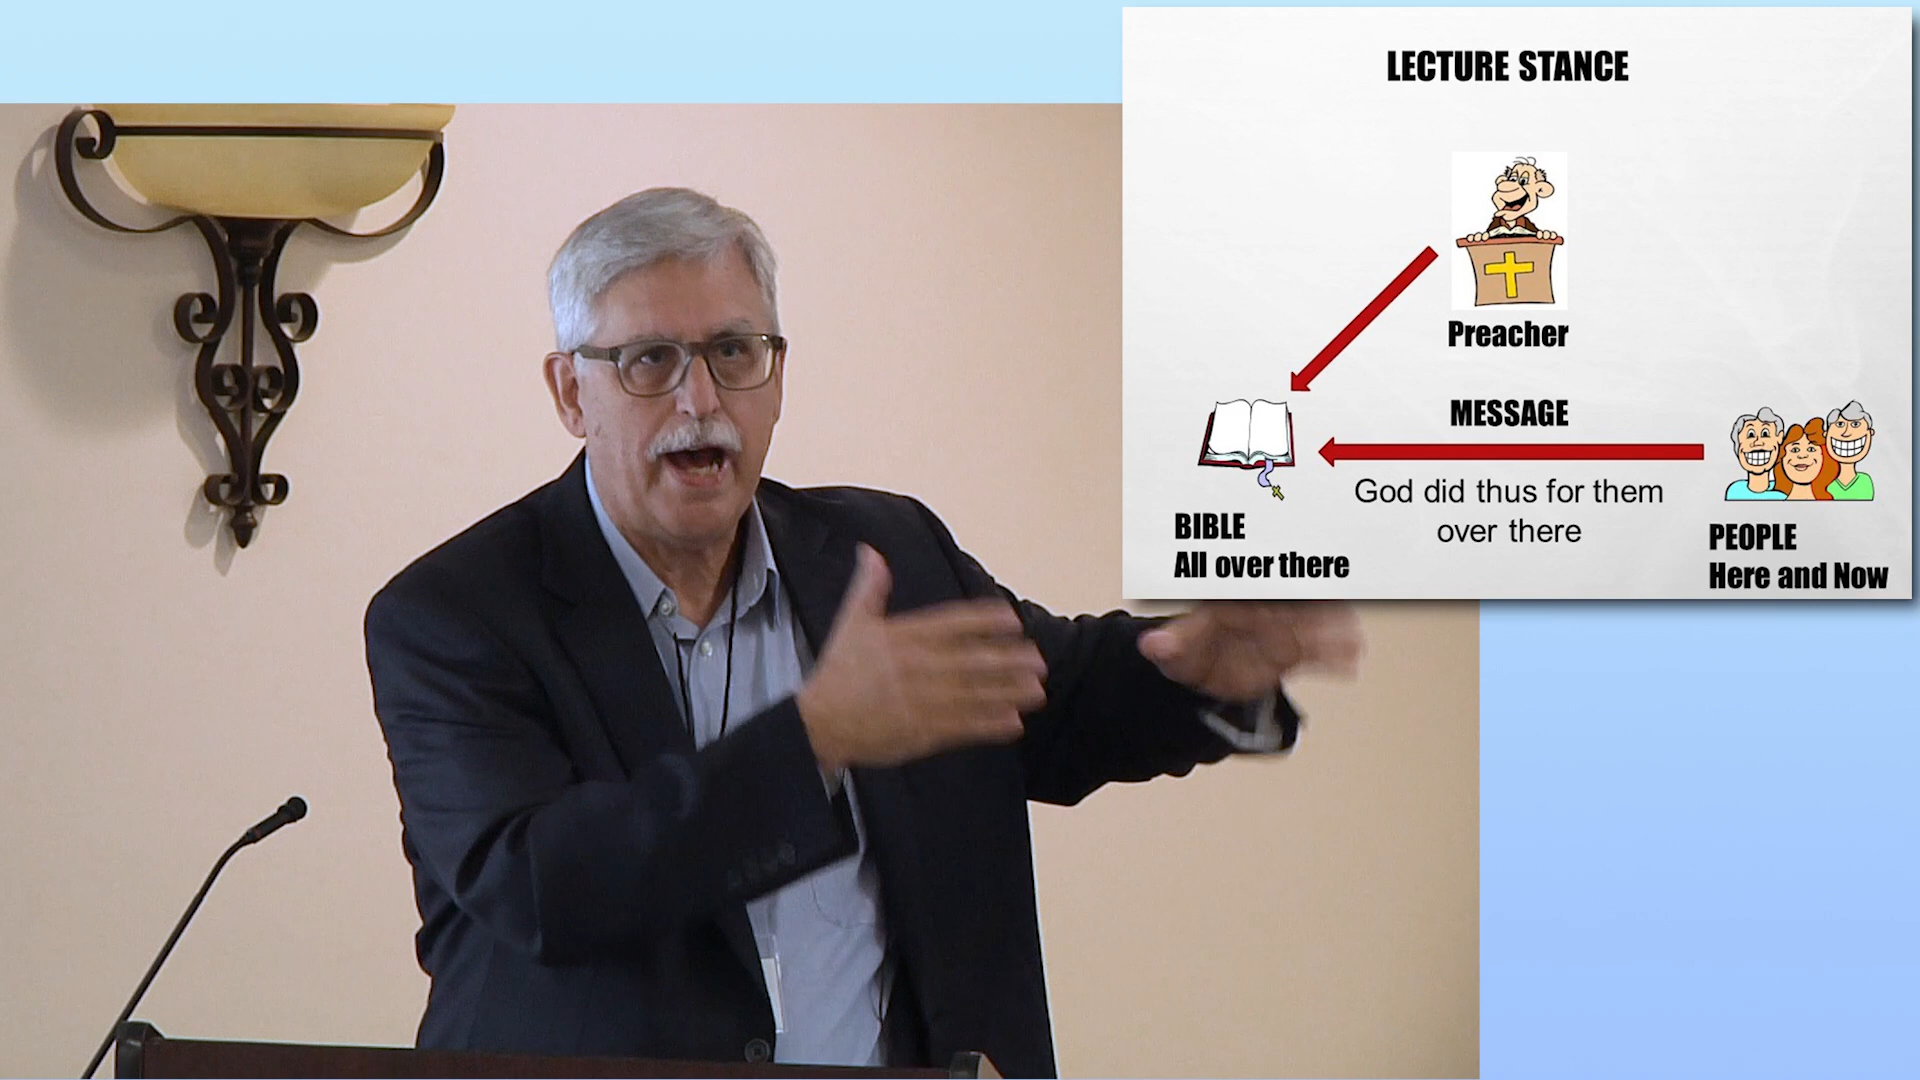 LECTURE STANCE
Preacher
MESSAGE
God did thus for them
over there
BIBLE
All over there
PEOPLE
Here and Now